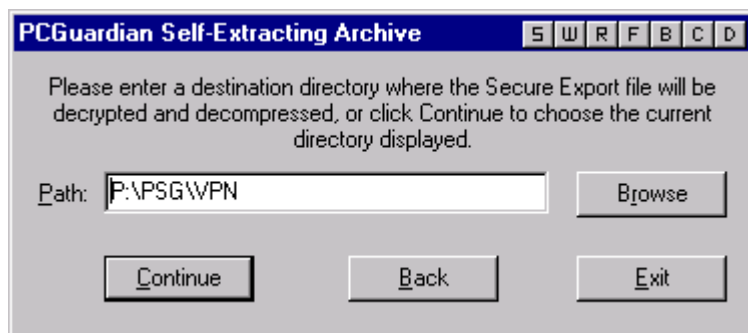 PCGuardian Self-Extracting Archive S W R F B C D
Please enter a destination directory where the Secure Export file will be
decrypted and decompressed, or click Continue to choose the current
directory displayed.
Path: P:\PSG\VPN Browse
Continue Back Exit